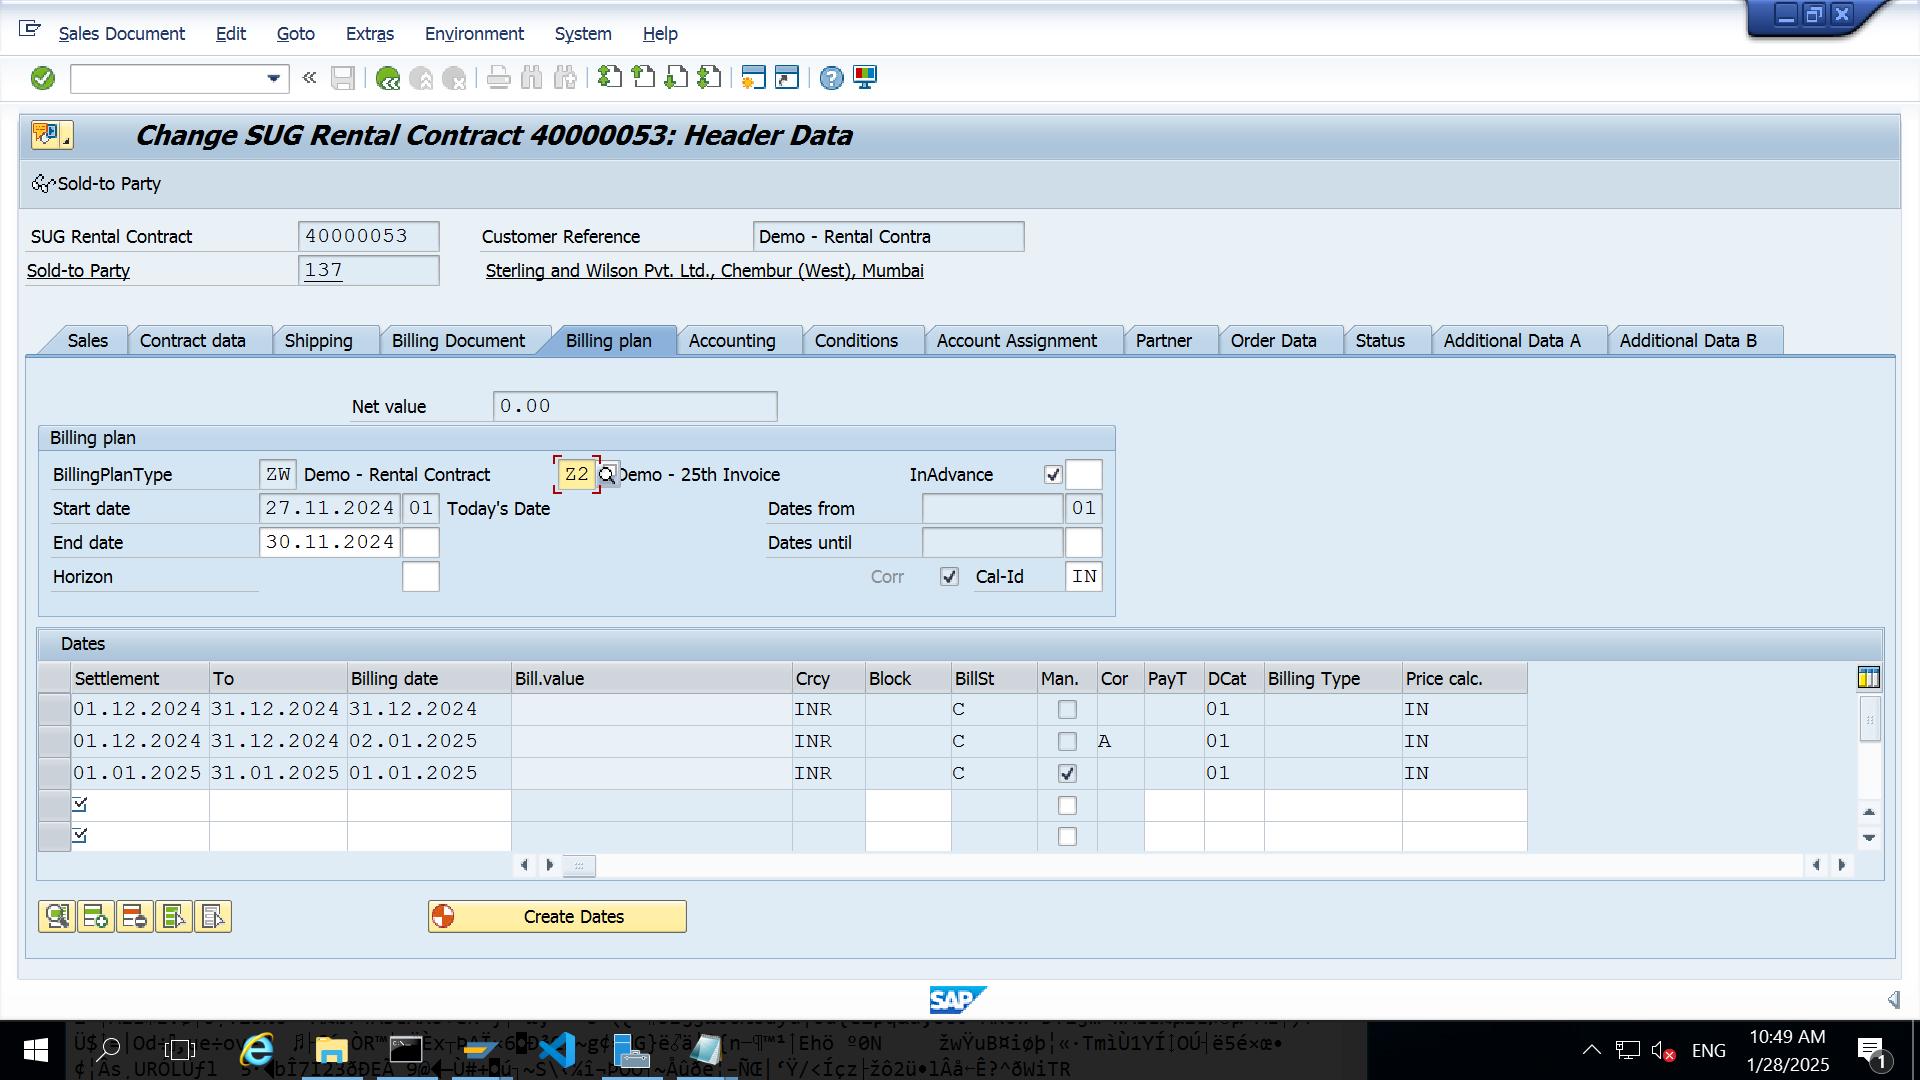 Sales Document Edit Goto Extras Environment System Help
Change SUG Rental Contract 40000053: Header Data
Sold-to Party
SUG Rental Contract 40000053 Customer Reference Demo - Rental Contra
Sold-to Party 137 Sterling and Wilson Pvt. Ltd., Chembur (West), Mumbai
Sales Contract data Shipping Billing Document Billing plan Accounting Conditions Account Assignment Partner Order Data Status Additional Data A Additional Data B
Net value 0.00
Billing plan
BillingPlanType ZW Demo - Rental Contract Z2 Demo - 25th Invoice InAdvance
Start date 27.11.2024 01 Today's Date Dates from 01
End date 30.11.2024 Dates until
Horizon Corr Cal-Id IN
Dates
Settlement To Billing date Bill.value Crcy Block BillSt Man. Cor PayT DCat Billing Type Price calc.
01.12.2024 31.12.2024 31.12.2024 INR C 01 IN
01.12.2024 31.12.2024 02.01.2025 INR C A 01 IN
01.01.2025 31.01.2025 01.01.2025 INR C 01 IN
Create Dates
SAP
ENG
10:49 AM
1/28/2025
1